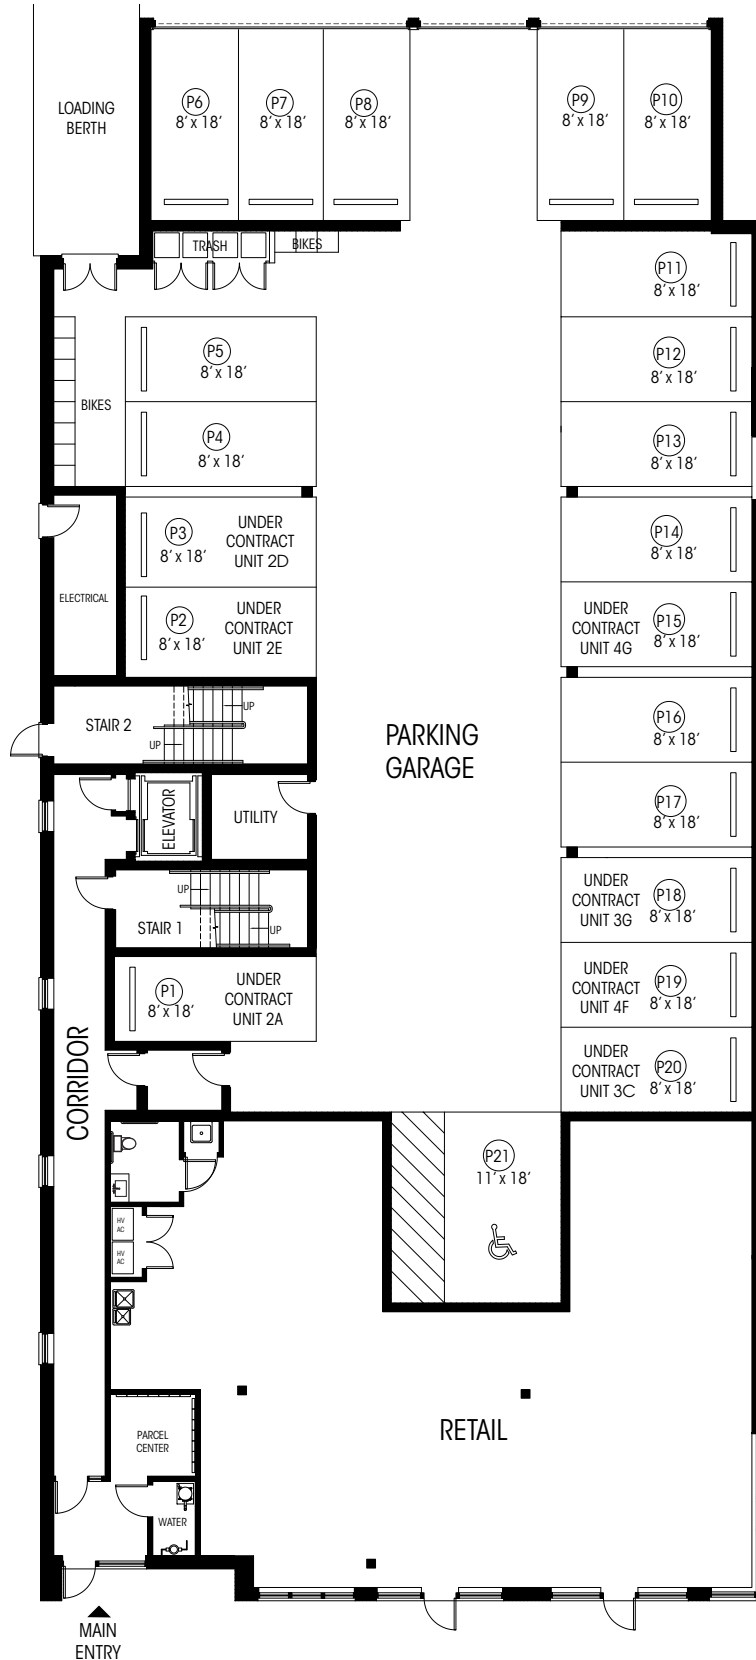 LOADING
BERTH
P6
8' x 18'
P7
8' x 18'
P8
8' x 18'
P9
8' x 18'
P10
8' x 18'
TRASH
BIKES
P11
8' x 18'
P5
8' x 18'
P12
8' x 18'
BIKES
P4
8' x 18'
P13
8' x 18'
P3
8' x 18'
UNDER
CONTRACT
UNIT 2D
P14
8' x 18'
ELECTRICAL
P2
8' x 18'
UNDER
CONTRACT
UNIT 2E
UNDER
CONTRACT
UNIT 4G
P15
8' x 18'
STAIR 2
UP
UP
PARKING
GARAGE
P16
8' x 18'
ELEVATOR
UTILITY
P17
8' x 18'
UP
UP
STAIR 1
UNDER
CONTRACT
UNIT 3G
P18
8' x 18'
P1
8' x 18'
UNDER
CONTRACT
UNIT 2A
UNDER
CONTRACT
UNIT 4F
P19
8' x 18'
CORRIDOR
UNDER
CONTRACT
UNIT 3C
P20
8' x 18'
P21
11' x 18'
HV
AC
HV
AC
PARCEL
CENTER
RETAIL
WATER
MAIN
ENTRY